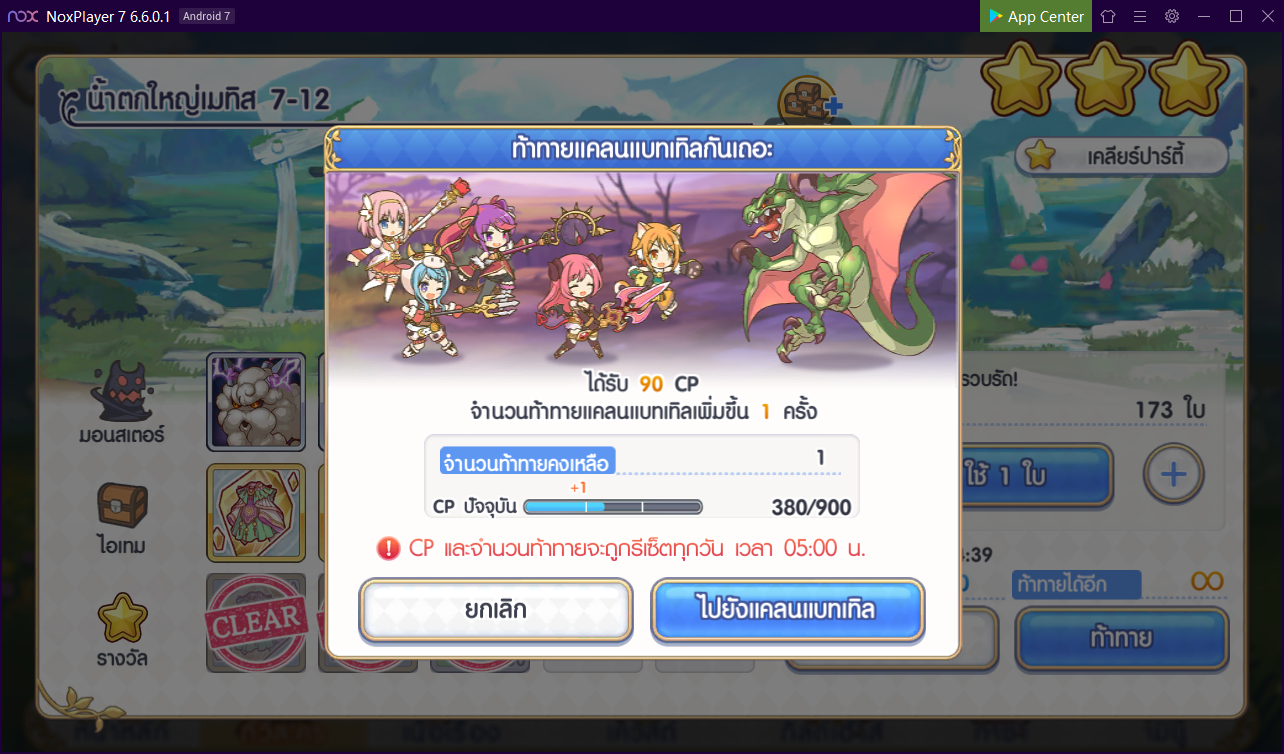 nox NoxPlayer 7 6.6.0.1 Android 7 App Center
น้ำตกใหญ่เมทิส 7-12
ท้าทายแคลนแบทเทิลกันเถอะ
เคลียร์ปาร์ตี้
ได้รับ 90 CP
จำนวนท้าทายแคลนแบทเทิลเพิ่มขึ้น 1 ครั้ง
รวบรัด!
173 ใบ
มอนสเตอร์
จำนวนท้าทายคงเหลือ 1
ใช้ 1 ใบ
+1
CP ปัจจุบัน 380/900
ไอเทม
CP และจำนวนท้าทายจะถูกรีเซ็ตทุกวัน เวลา 05:00 น.
:39
ท้าทายได้อีก ∞
ยกเลิก
ไปยังแคลนแบทเทิล
CLEAR
ท้าทาย
รางวัล